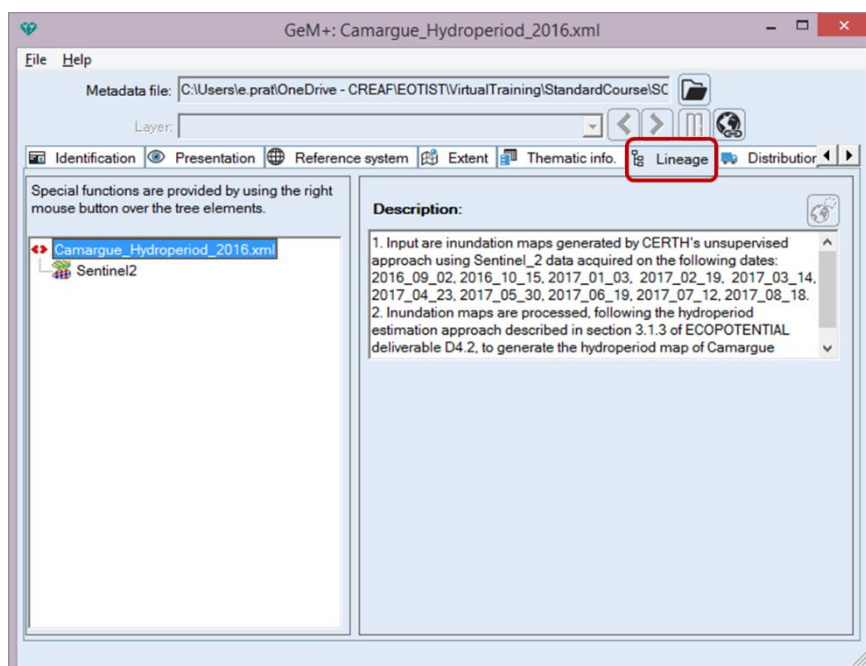 GeM+: Camargue_Hydroperiod_2016.xml
File Help
Metadata file: C:\Users\e.prat\OneDrive - CREAF\EOTIST\VirtualTraining\StandardCourse\SC
Layer:
Identification Presentation Reference system Extent Thematic info. Lineage Distribution
Special functions are provided by using the right
mouse button over the tree elements.
Camargue_Hydroperiod_2016.xml
Sentinel2
Description:
1. Input are inundation maps generated by CERTH's unsupervised
approach using Sentinel_2 data acquired on the following dates:
2016_09_02, 2016_10_15, 2017_01_03, 2017_02_19, 2017_03_14,
2017_04_23, 2017_05_30, 2017_06_19, 2017_07_12, 2017_08_18.
2. Inundation maps are processed, following the hydroperiod
estimation approach described in section 3.1.3 of ECOPOTENTIAL
deliverable D4.2, to generate the hydroperiod map of Camargue